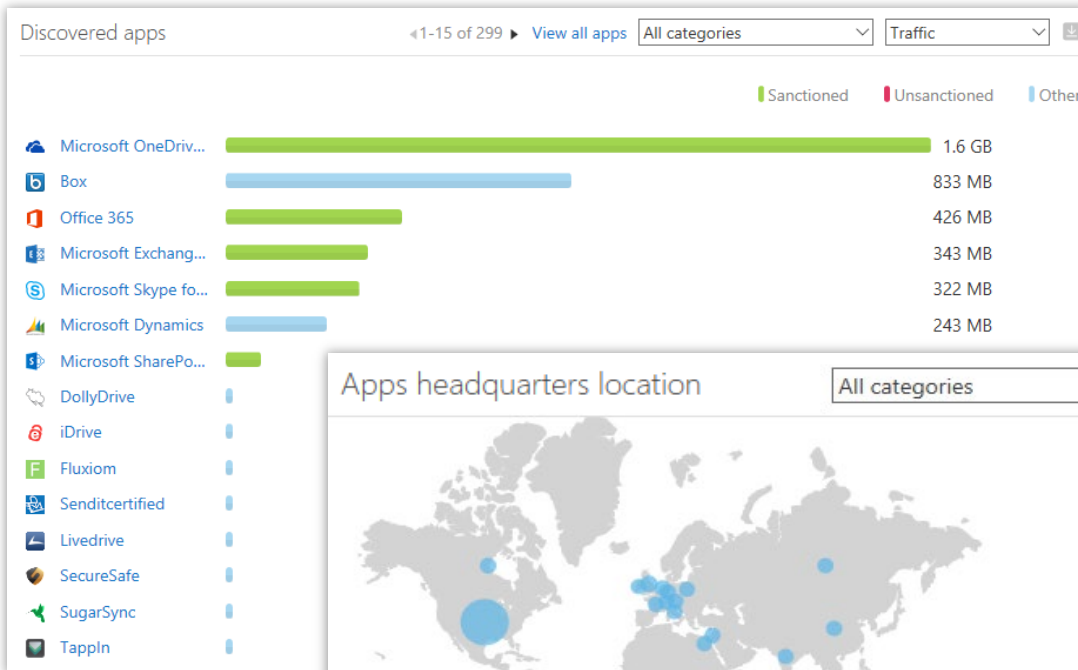 Discovered apps 1-15 of 299 View all apps All categories Traffic
Sanctioned Unsanctioned Other
Microsoft OneDriv... 1.6 GB
Box 833 MB
Office 365 426 MB
Microsoft Exchang... 343 MB
Microsoft Skype fo... 322 MB
Microsoft Dynamics 243 MB
Microsoft SharePo...
DollyDrive
iDrive
Fluxiom
Senditcertified
Livedrive
SecureSafe
SugarSync
TappIn
Apps headquarters location All categories